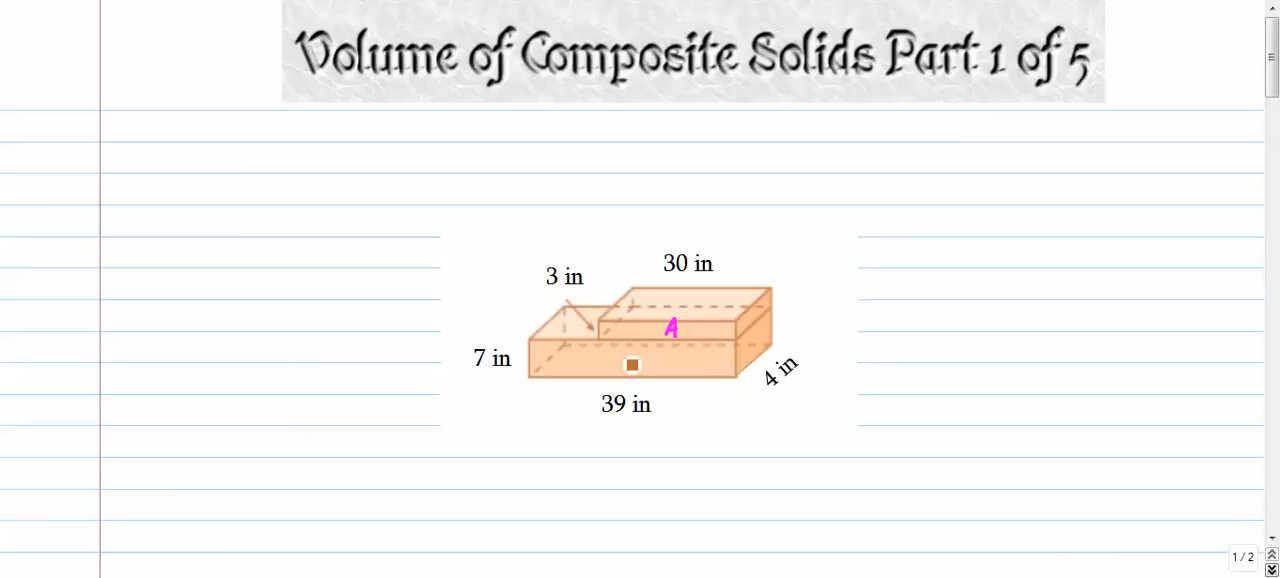 Volume of Composite Solids Part 1 of 5
30 in
3 in
A
7 in
4 in
39 in
1 / 2